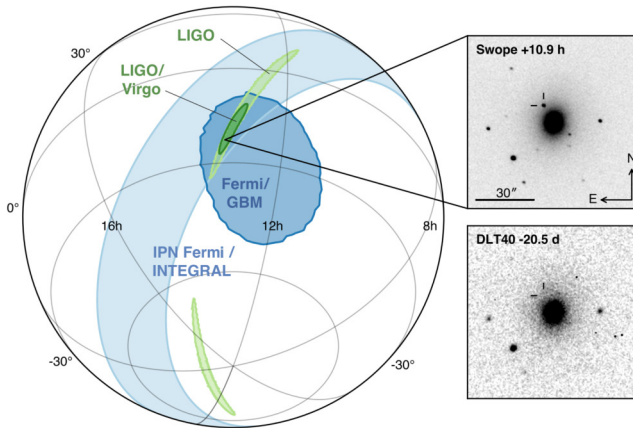 LIGO
LIGO/
Virgo
Fermi/
GBM
IPN Fermi /
INTEGRAL
30°
0°
-30°
-30°
16h
12h
8h
Swope +10.9 h
30″
N
E
DLT40 -20.5 d